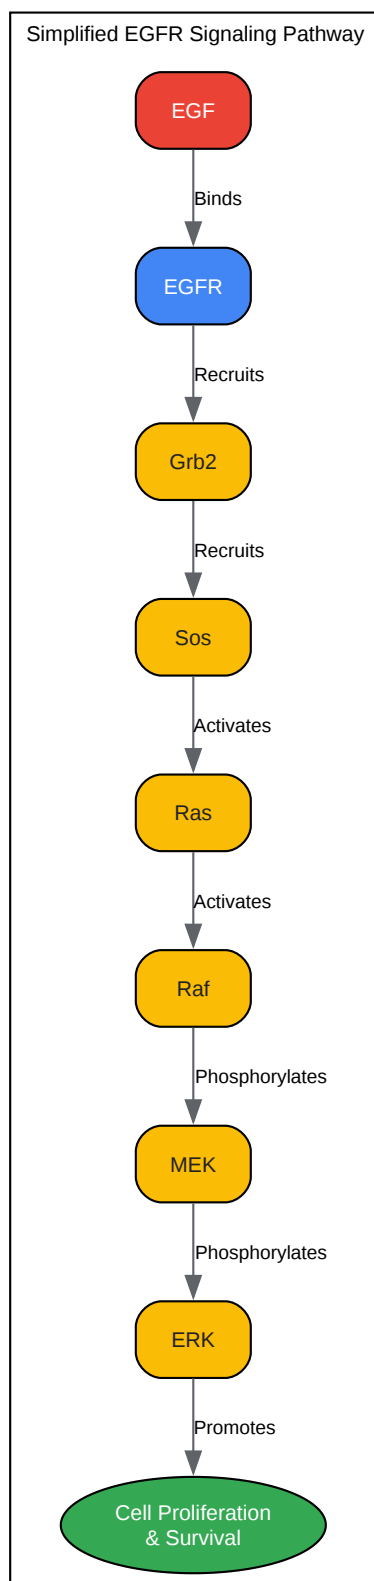 Simplified EGFR Signaling Pathway
EGF
Binds
EGFR
Recruits
Grb2
Recruits
Sos
Activates
Ras
Activates
Raf
Phosphorylates
MEK
Phosphorylates
ERK
Promotes
Cell Proliferation
& Survival